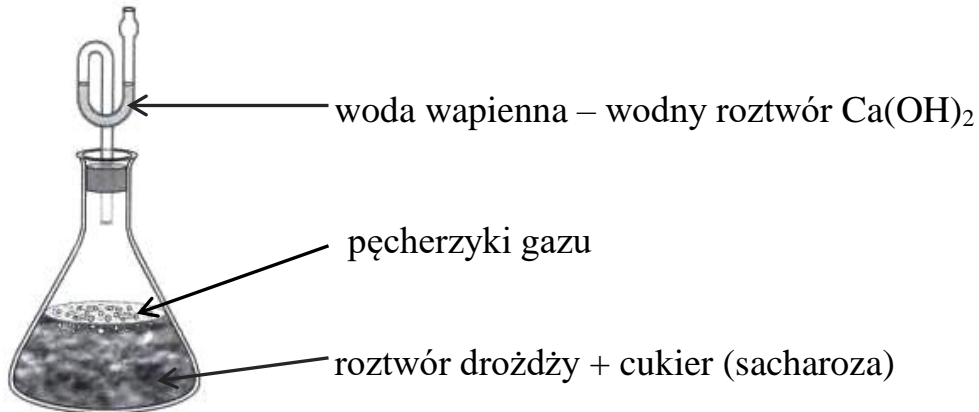 woda wapienna – wodny roztwór Ca(OH)₂
pęcherzyki gazu
roztwór drożdży + cukier (sacharoza)